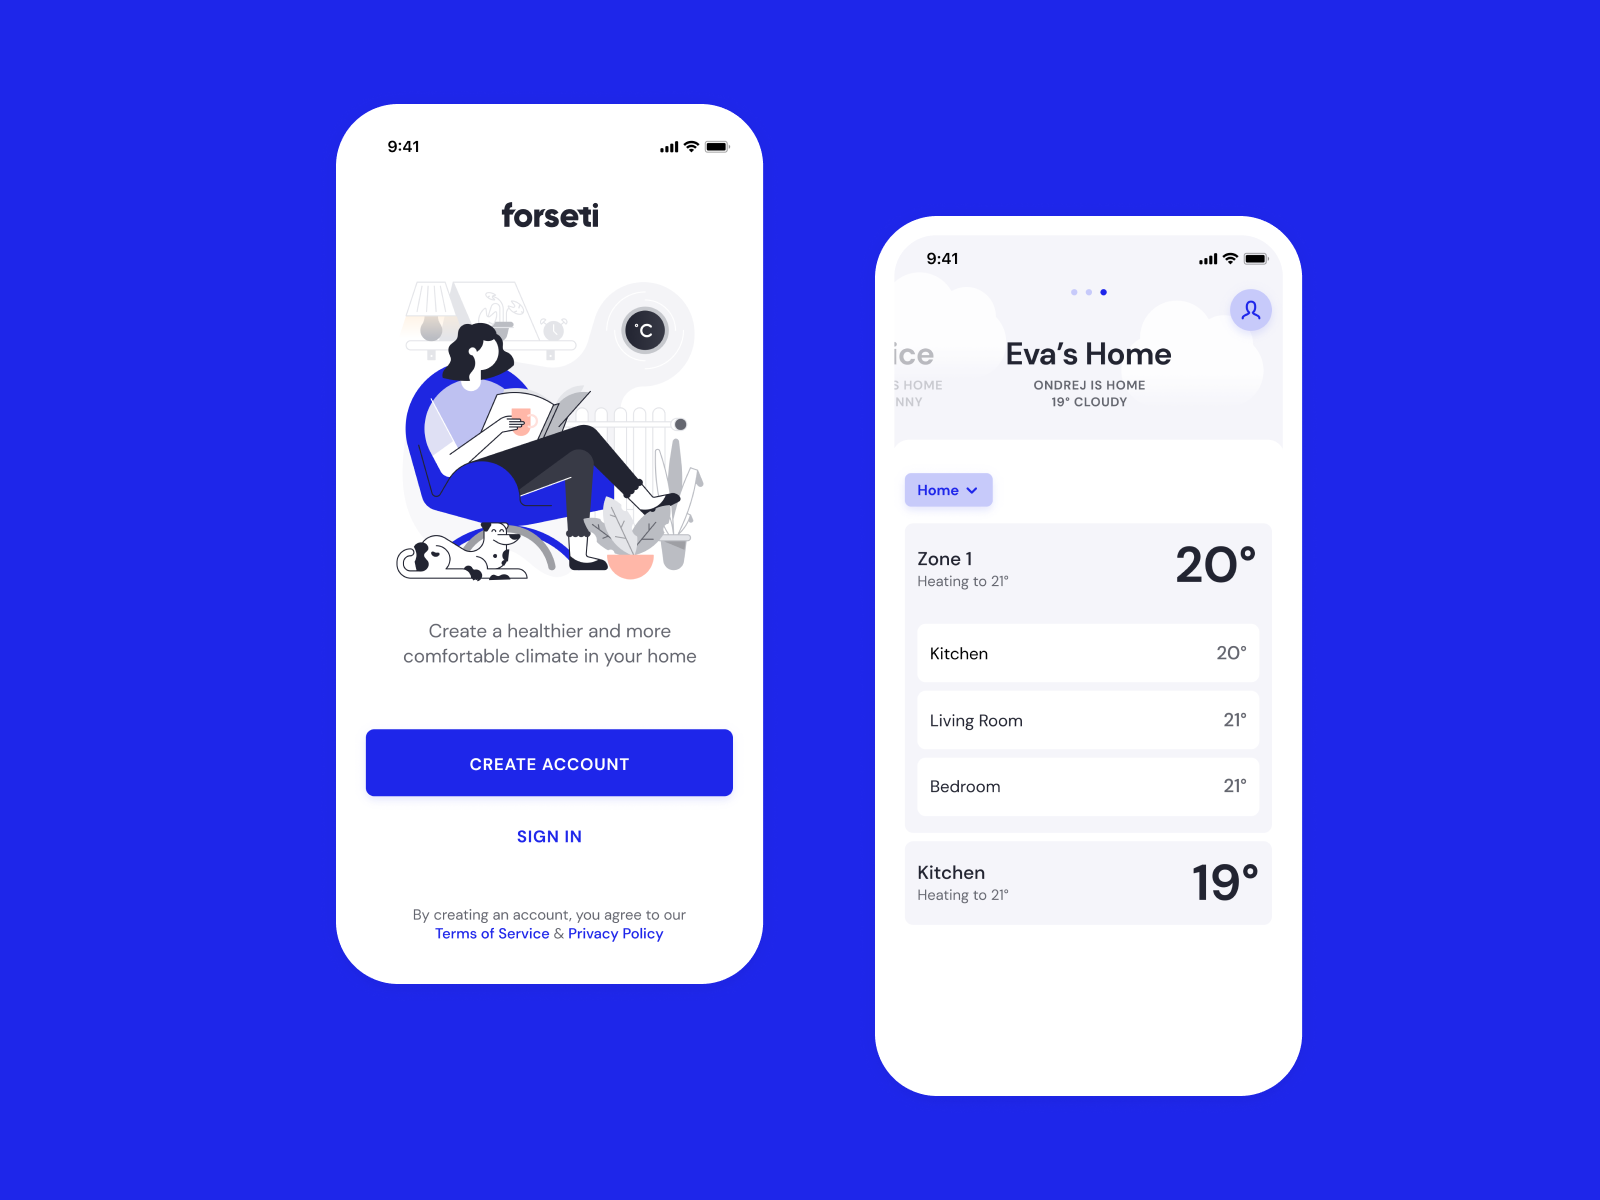 9:41
forseti
°C
Create a healthier and more
comfortable climate in your home
CREATE ACCOUNT
SIGN IN
By creating an account, you agree to our
Terms of Service & Privacy Policy
9:41
Eva’s Home
ONDREJ IS HOME
19° CLOUDY
HOME
Home
Zone 1
Heating to 21°
20°
Kitchen
20°
Living Room
21°
Bedroom
21°
Kitchen
Heating to 21°
19°